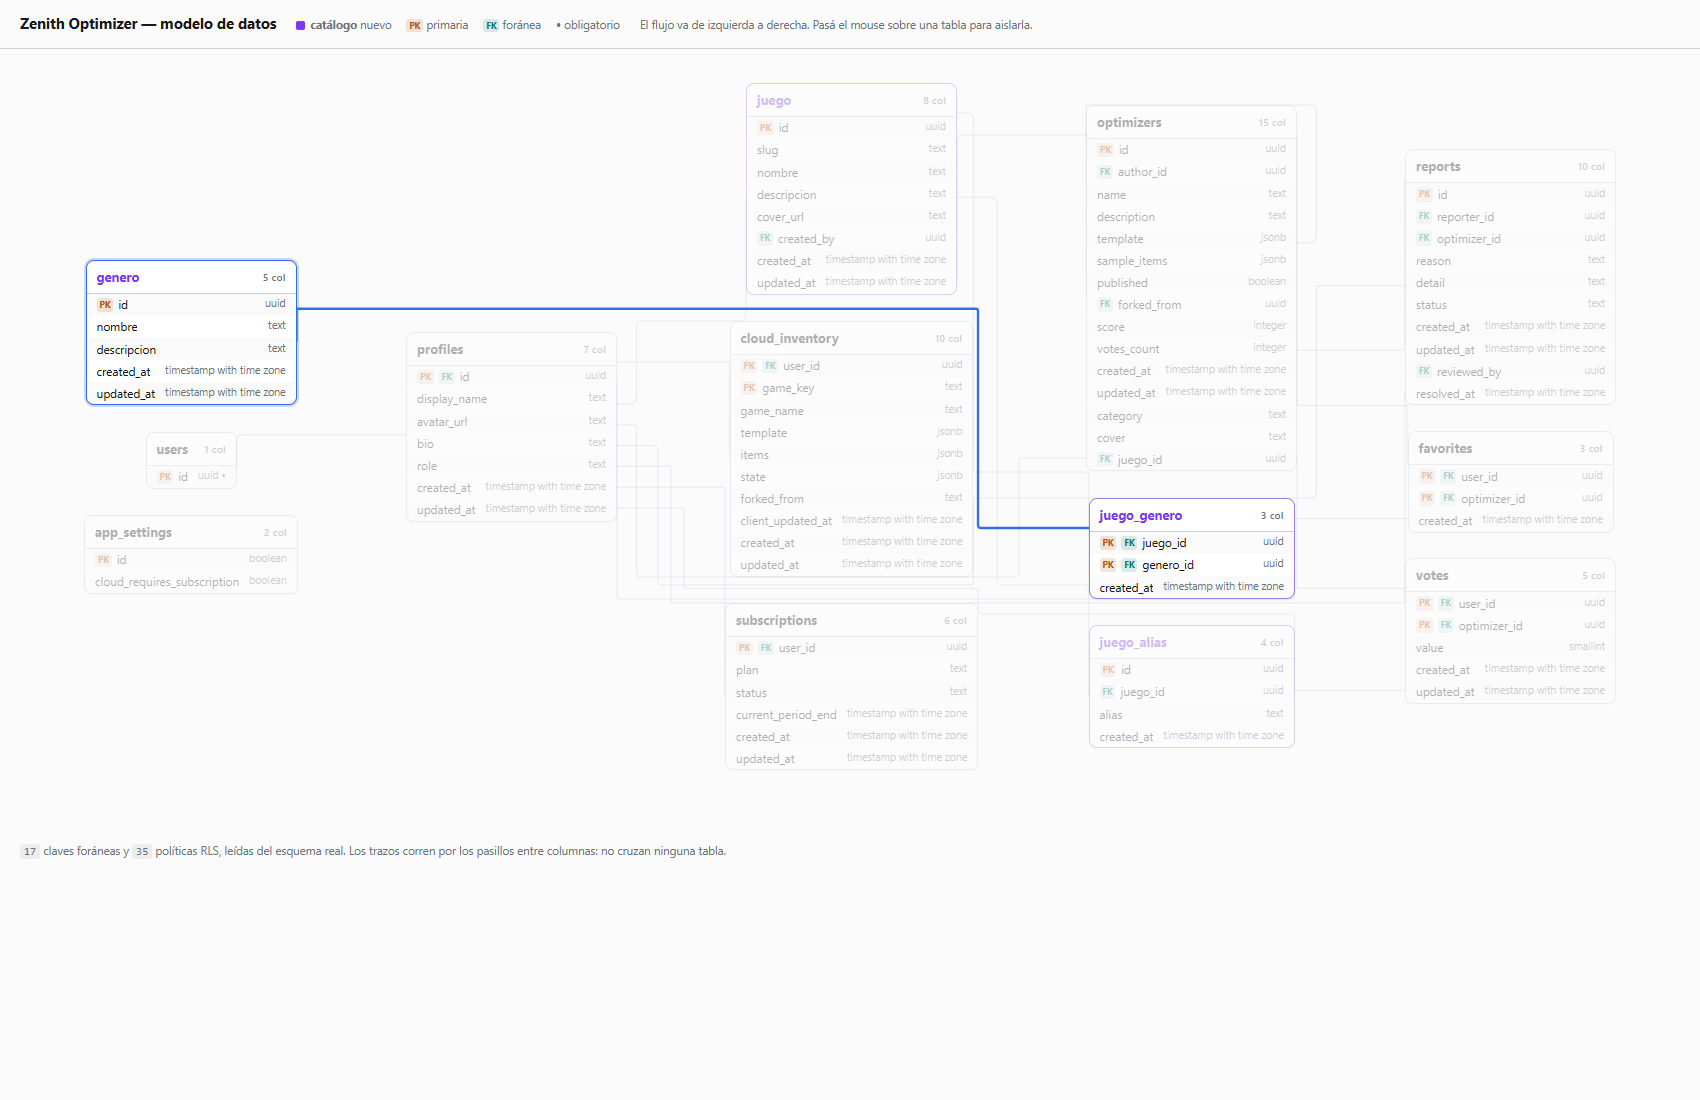 Zenith Optimizer — modelo de datos
catálogo nuevo PK primaria FK foránea • obligatorio El flujo va de izquierda a derecha. Pasá el mouse sobre una tabla para aislarla.
genero 5 col
PK id uuid
nombre text
descripcion text
created_at timestamp with time zone
updated_at timestamp with time zone
users 1 col
PK id uuid •
app_settings 2 col
PK id boolean
cloud_requires_subscription boolean
profiles 7 col
PK FK id uuid
display_name text
avatar_url text
bio text
role text
created_at timestamp with time zone
updated_at timestamp with time zone
juego 8 col
PK id uuid
slug text
nombre text
descripcion text
cover_url text
FK created_by uuid
created_at timestamp with time zone
updated_at timestamp with time zone
cloud_inventory 10 col
PK FK user_id uuid
PK game_key text
game_name text
template jsonb
items jsonb
state jsonb
forked_from text
client_updated_at timestamp with time zone
created_at timestamp with time zone
updated_at timestamp with time zone
subscriptions 6 col
PK FK user_id uuid
plan text
status text
current_period_end timestamp with time zone
created_at timestamp with time zone
updated_at timestamp with time zone
optimizers 15 col
PK id uuid
FK author_id uuid
name text
description text
template jsonb
sample_items jsonb
published boolean
FK forked_from uuid
score integer
votes_count integer
created_at timestamp with time zone
updated_at timestamp with time zone
category text
cover text
FK juego_id uuid
juego_genero 3 col
PK FK juego_id uuid
PK FK genero_id uuid
created_at timestamp with time zone
juego_alias 4 col
PK id uuid
FK juego_id uuid
alias text
created_at timestamp with time zone
reports 10 col
PK id uuid
FK reporter_id uuid
FK optimizer_id uuid
reason text
detail text
status text
created_at timestamp with time zone
updated_at timestamp with time zone
FK reviewed_by uuid
resolved_at timestamp with time zone
favorites 3 col
PK FK user_id uuid
PK FK optimizer_id uuid
created_at timestamp with time zone
votes 5 col
PK FK user_id uuid
PK FK optimizer_id uuid
value smallint
created_at timestamp with time zone
updated_at timestamp with time zone
17 claves foráneas y 35 políticas RLS, leídas del esquema real. Los trazos corren por los pasillos entre columnas: no cruzan ninguna tabla.